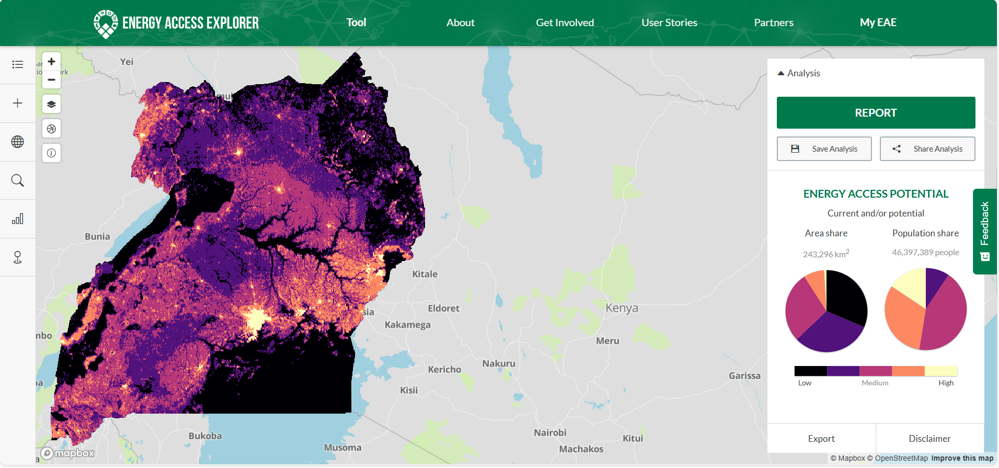 ENERGY ACCESS EXPLORER
Tool
About
Get Involved
User Stories
Partners
My EAE
Yei
Bunia
Kitale
Eldoret
Kenya
Kakamega
Meru
Nakuru
Kericho
Garissa
Kisii
Nairobi
Kitui
Bukoba
Musoma
Machakos
mapbox
Analysis
REPORT
Save Analysis
Share Analysis
ENERGY ACCESS POTENTIAL
Current and/or potential
Area share
Population share
243,296 km2
46,397,389 people
Low
Medium
High
Feedback
Export
Disclaimer
© Mapbox © OpenStreetMap Improve this map